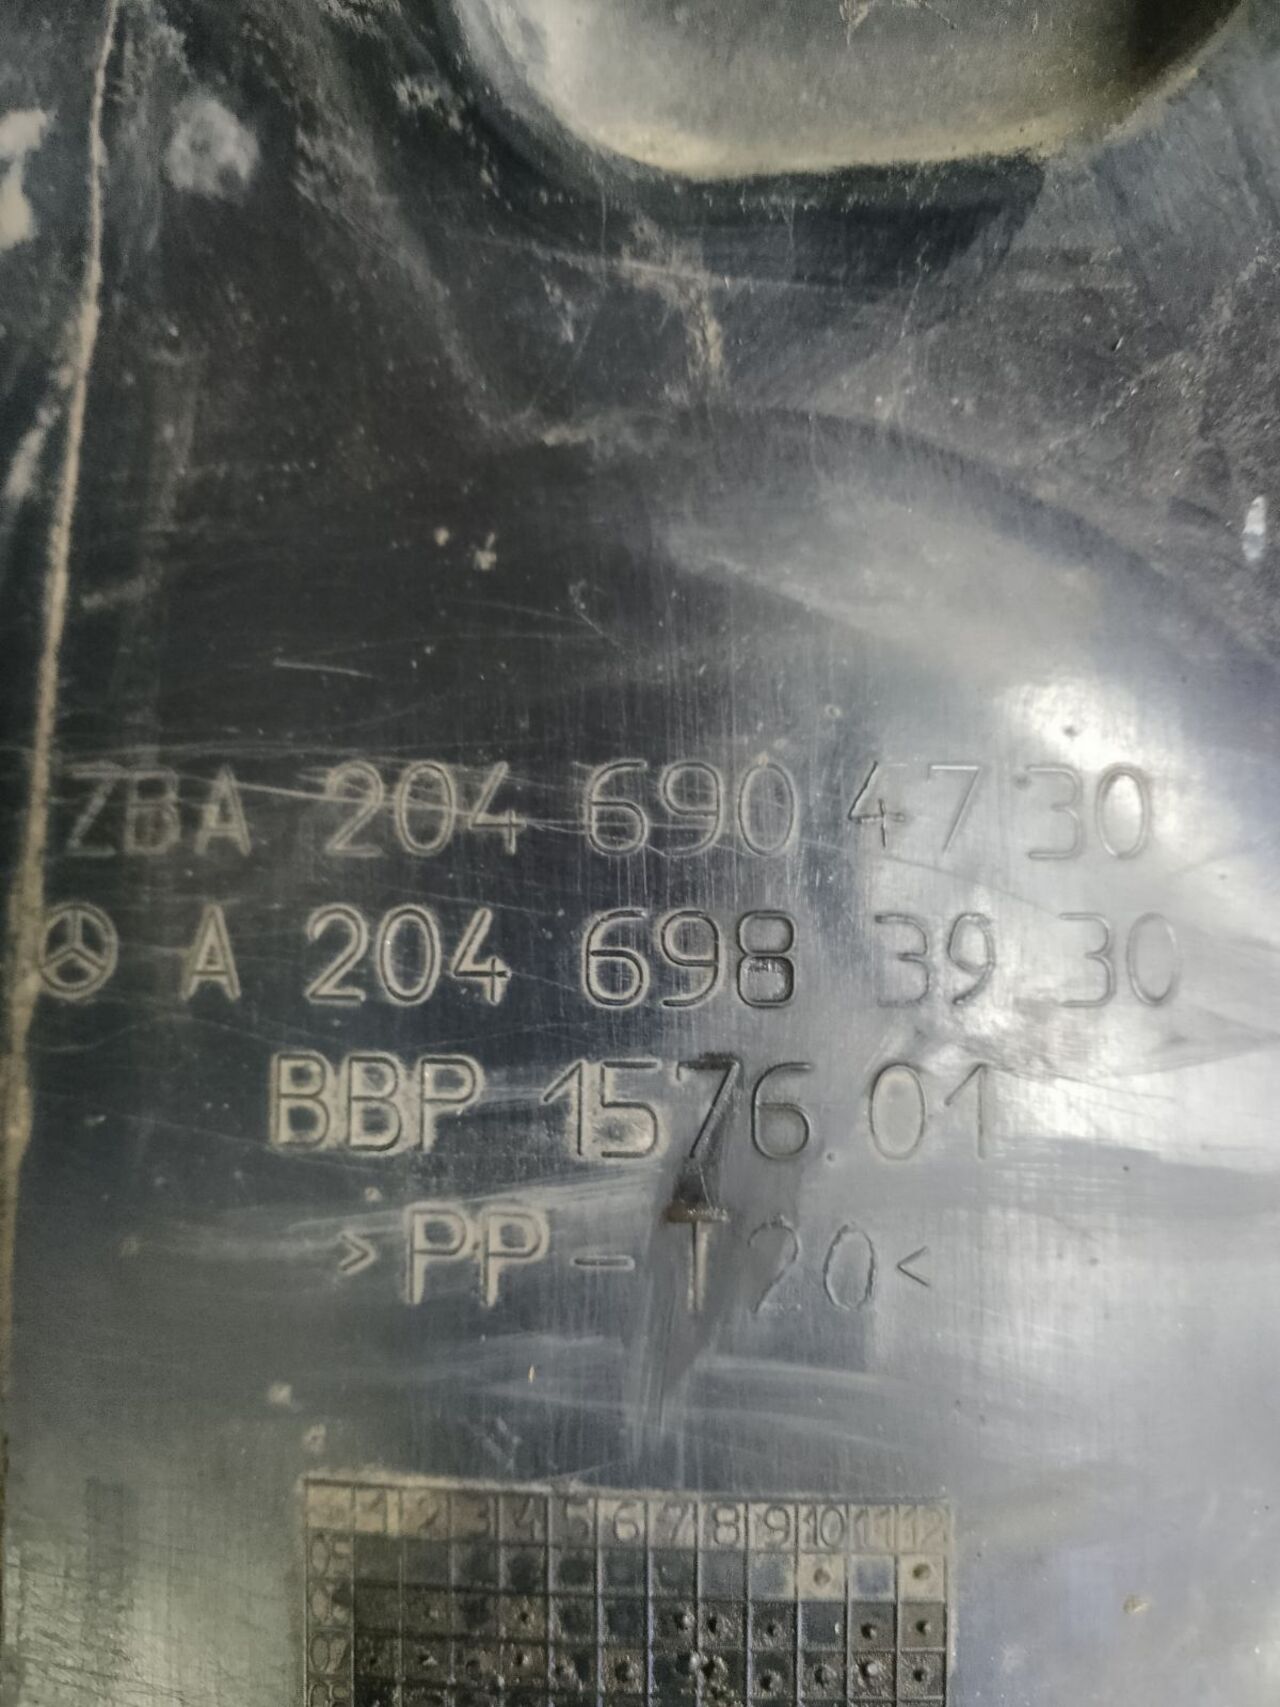 ZBA 204 690 47 30
A 204 698 39 30
BBP 1576.01
>PP-T20<
1 2 3 4 5 6 7 8 9 10 11 12